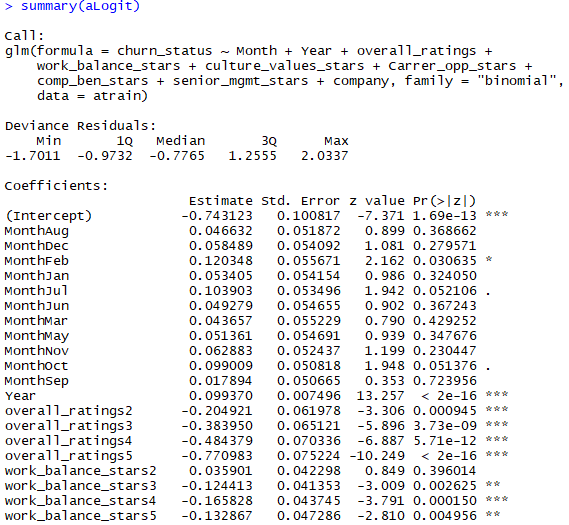 > summary(aLogit)
Call:
glm(formula = churn_status ~ Month + Year + overall_ratings +
work_balance_stars + culture_values_stars + Carrer_opp_stars +
comp_ben_stars + senior_mgmt_stars + company, family = "binomial",
data = atrain)
Deviance Residuals:
Min 1Q Median 3Q Max
-1.7011 -0.9732 -0.7765 1.2555 2.0337
Coefficients:
Estimate Std. Error z value Pr(>|z|)
(Intercept) -0.743123 0.100817 -7.371 1.69e-13 ***
MonthAug 0.046632 0.051872 0.899 0.368662
MonthDec 0.058489 0.054092 1.081 0.279571
MonthFeb 0.120348 0.055671 2.162 0.030635 *
MonthJan 0.053405 0.054154 0.986 0.324050
MonthJul 0.103903 0.053496 1.942 0.052106 .
MonthJun 0.049279 0.054655 0.902 0.367243
MonthMar 0.043657 0.055229 0.790 0.429252
MonthMay 0.051361 0.054691 0.939 0.347676
MonthNov 0.062883 0.052437 1.199 0.230447
MonthOct 0.099009 0.050818 1.948 0.051376 .
MonthSep 0.017894 0.050665 0.353 0.723956
Year 0.099370 0.007496 13.257 < 2e-16 ***
overall_ratings2 -0.204921 0.061978 -3.306 0.000945 ***
overall_ratings3 -0.383950 0.065121 -5.896 3.73e-09 ***
overall_ratings4 -0.484379 0.070336 -6.887 5.71e-12 ***
overall_ratings5 -0.770983 0.075224 -10.249 < 2e-16 ***
work_balance_stars2 0.035901 0.042298 0.849 0.396014
work_balance_stars3 -0.124413 0.041353 -3.009 0.002625 **
work_balance_stars4 -0.165828 0.043745 -3.791 0.000150 ***
work_balance_stars5 -0.132867 0.047286 -2.810 0.004956 **